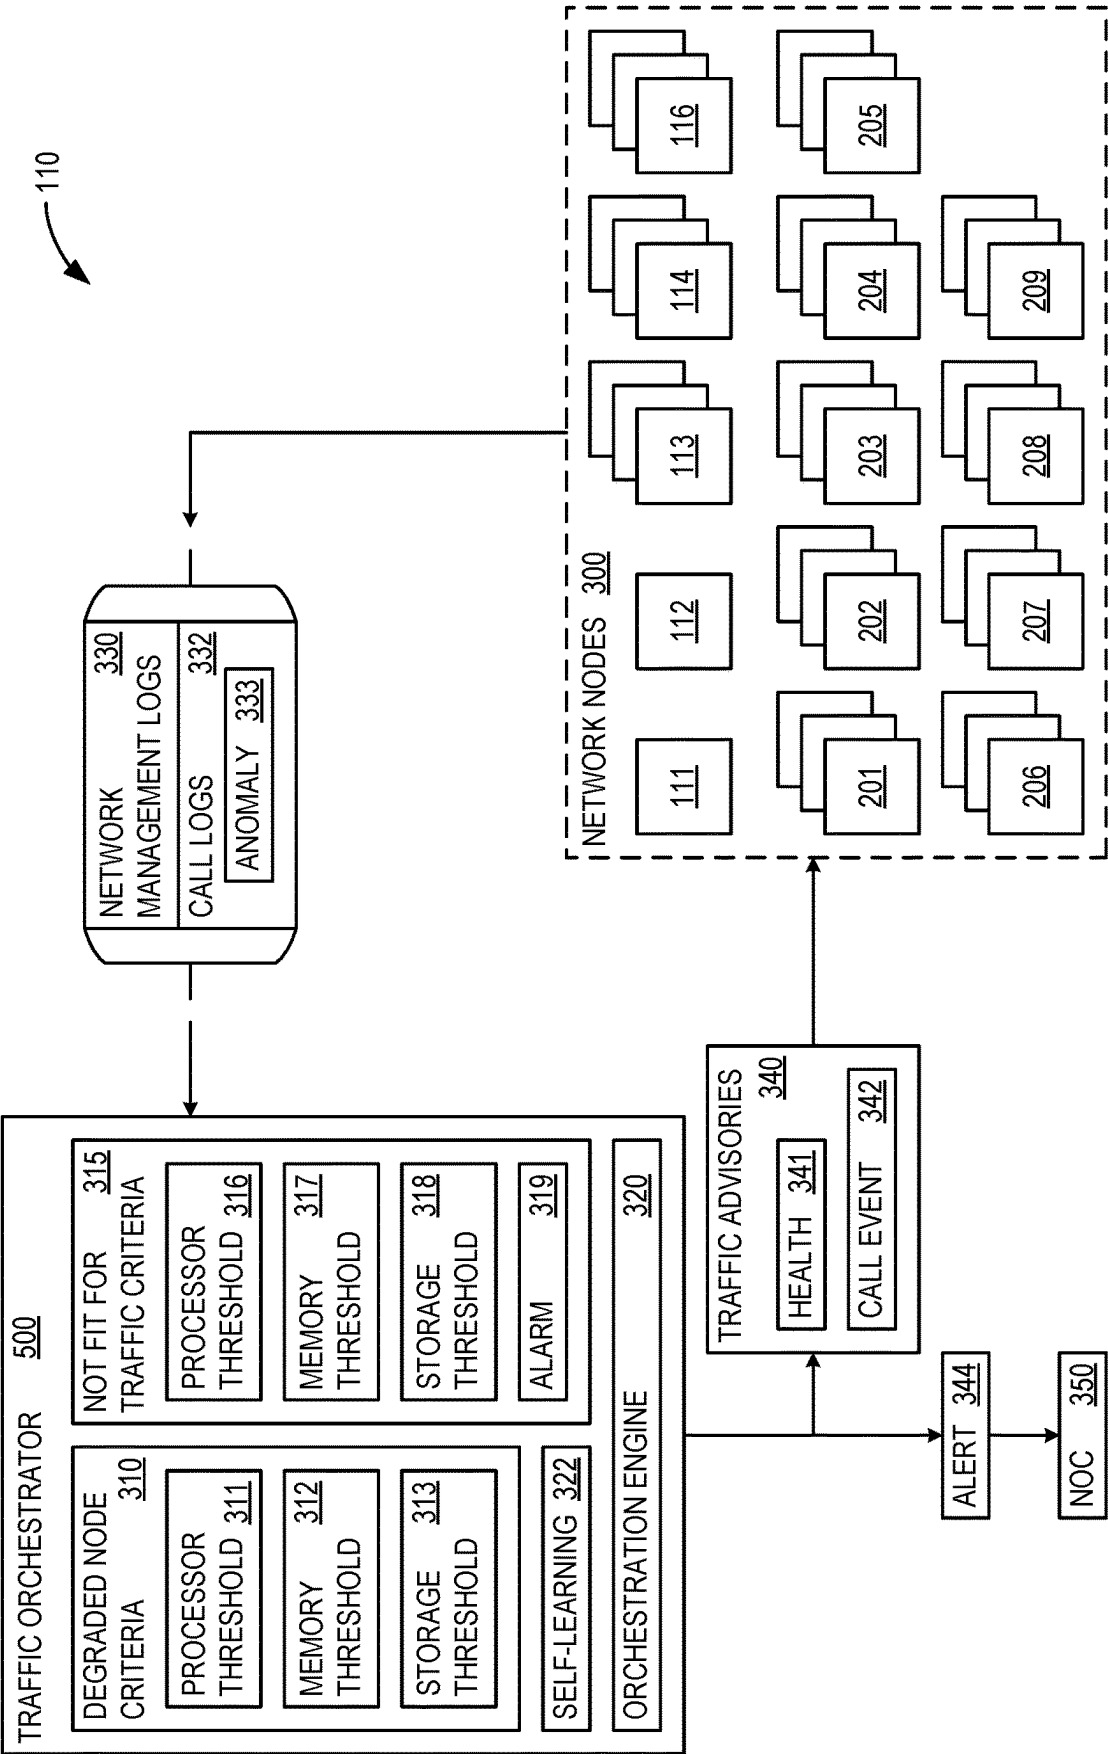 110
TRAFFIC ORCHESTRATOR 500
DEGRADED NODE
CRITERIA 310
PROCESSOR
THRESHOLD 311
MEMORY 312
THRESHOLD
STORAGE 313
THRESHOLD
SELF-LEARNING 322
NOT FIT FOR 315
TRAFFIC CRITERIA
PROCESSOR
THRESHOLD 316
MEMORY 317
THRESHOLD
STORAGE 318
THRESHOLD
ALARM 319
ORCHESTRATION ENGINE 320
NETWORK 330
MANAGEMENT LOGS
CALL LOGS 332
ANOMALY 333
TRAFFIC ADVISORIES
340
HEALTH 341
CALL EVENT 342
ALERT 344
NOC 350
NETWORK NODES 300
111 112 113 114 116
201 202 203 204 205
206 207 208 209